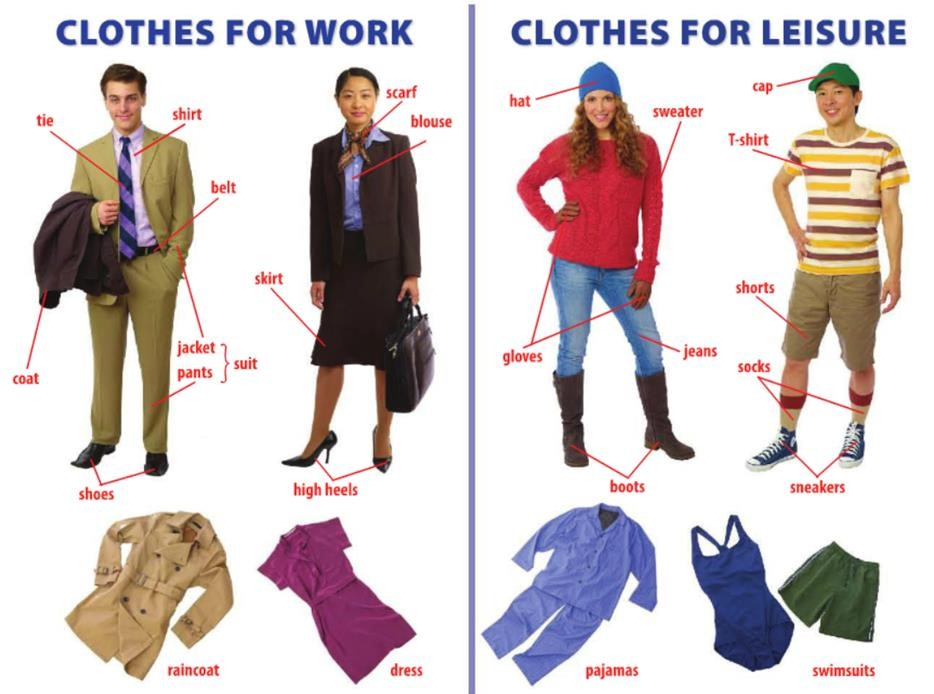 CLOTHES FOR WORK
tie
shirt
scarf
blouse
belt
skirt
jacket
pants
suit
coat
shoes
high heels
raincoat
dress
CLOTHES FOR LEISURE
hat
sweater
cap
T-shirt
shorts
gloves
jeans
socks
boots
sneakers
pajamas
swimsuits